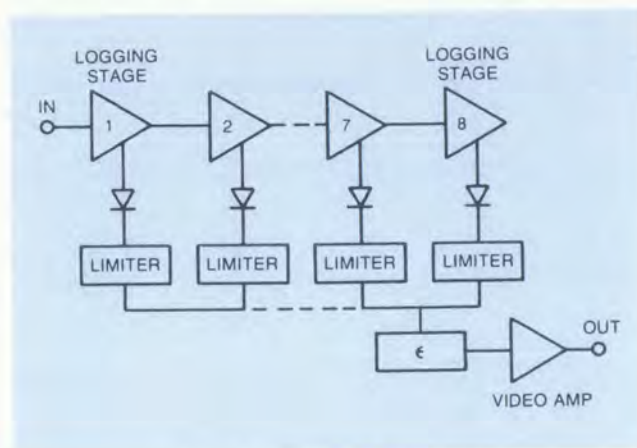 LOGGING
STAGE
LOGGING
STAGE
IN
1
2
7
8
LIMITER
LIMITER
LIMITER
LIMITER
ϵ
OUT
VIDEO AMP